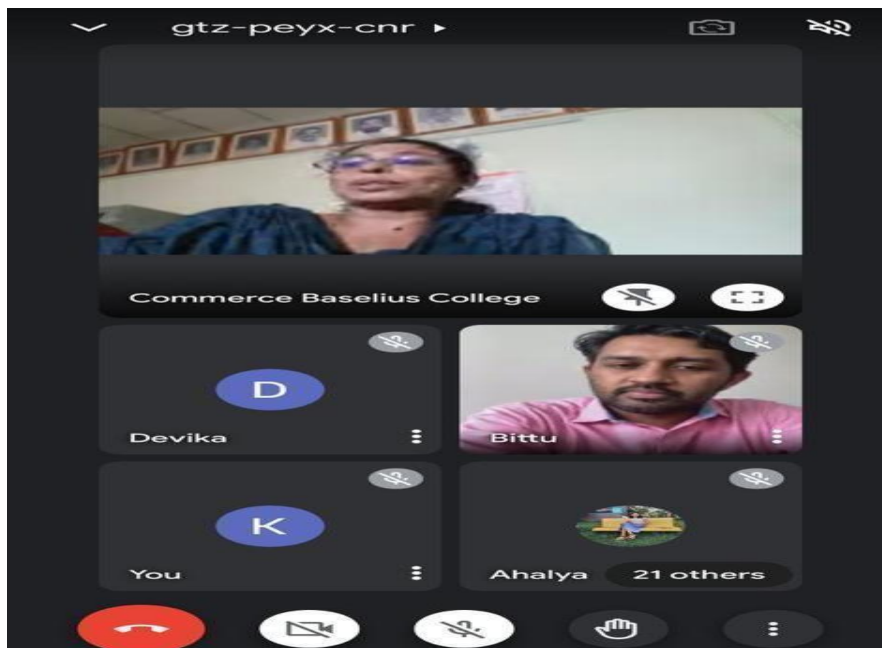 gtz-peyx-cnr
Commerce Baselius College
D
Devika
Bittu
K
You
Ahalya
21 others